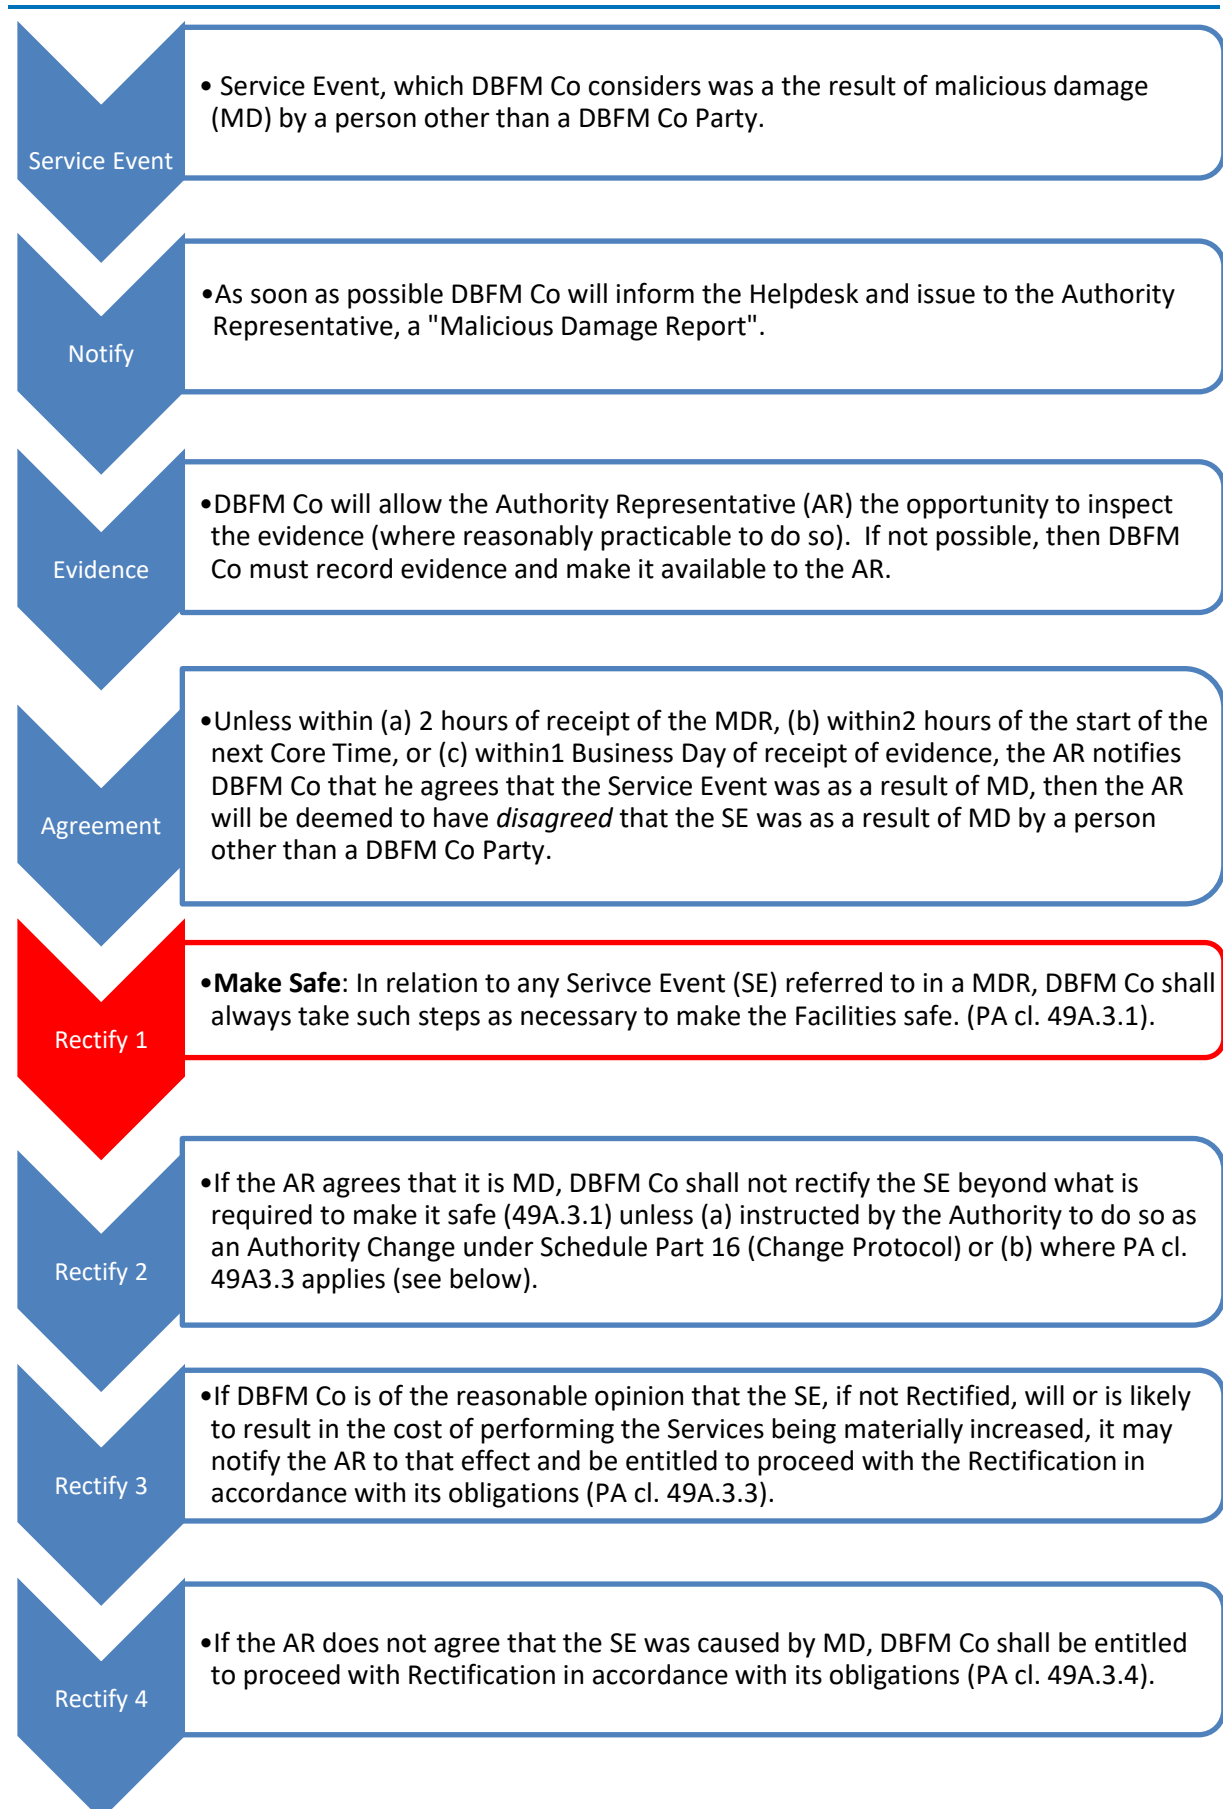 Service Event
• Service Event, which DBFM Co considers was a the result of malicious damage
(MD) by a person other than a DBFM Co Party.
Notify
•As soon as possible DBFM Co will inform the Helpdesk and issue to the Authority
Representative, a "Malicious Damage Report".
Evidence
•DBFM Co will allow the Authority Representative (AR) the opportunity to inspect
the evidence (where reasonably practicable to do so).  If not possible, then DBFM
Co must record evidence and make it available to the AR.
Agreement
•Unless within (a) 2 hours of receipt of the MDR, (b) within2 hours of the start of the
next Core Time, or (c) within1 Business Day of receipt of evidence, the AR notifies
DBFM Co that he agrees that the Service Event was as a result of MD, then the AR
will be deemed to have disagreed that the SE was as a result of MD by a person
other than a DBFM Co Party.
Rectify 1
•Make Safe: In relation to any Serivce Event (SE) referred to in a MDR, DBFM Co shall
always take such steps as necessary to make the Facilities safe. (PA cl. 49A.3.1).
Rectify 2
•If the AR agrees that it is MD, DBFM Co shall not rectify the SE beyond what is
required to make it safe (49A.3.1) unless (a) instructed by the Authority to do so as
an Authority Change under Schedule Part 16 (Change Protocol) or (b) where PA cl.
49A3.3 applies (see below).
Rectify 3
•If DBFM Co is of the reasonable opinion that the SE, if not Rectified, will or is likely
to result in the cost of performing the Services being materially increased, it may
notify the AR to that effect and be entitled to proceed with the Rectification in
accordance with its obligations (PA cl. 49A.3.3).
Rectify 4
•If the AR does not agree that the SE was caused by MD, DBFM Co shall be entitled
to proceed with Rectification in accordance with its obligations (PA cl. 49A.3.4).